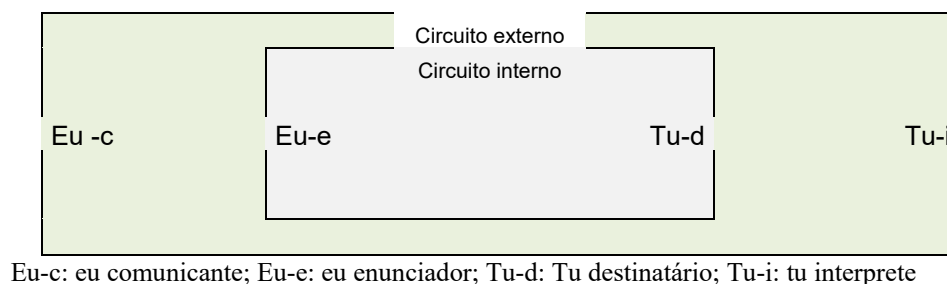 Circuito externo
Circuito interno
Eu -c Eu-e Tu-d Tu-i
Eu-c: eu comunicante; Eu-e: eu enunciador; Tu-d: Tu destinatário; Tu-i: tu interprete